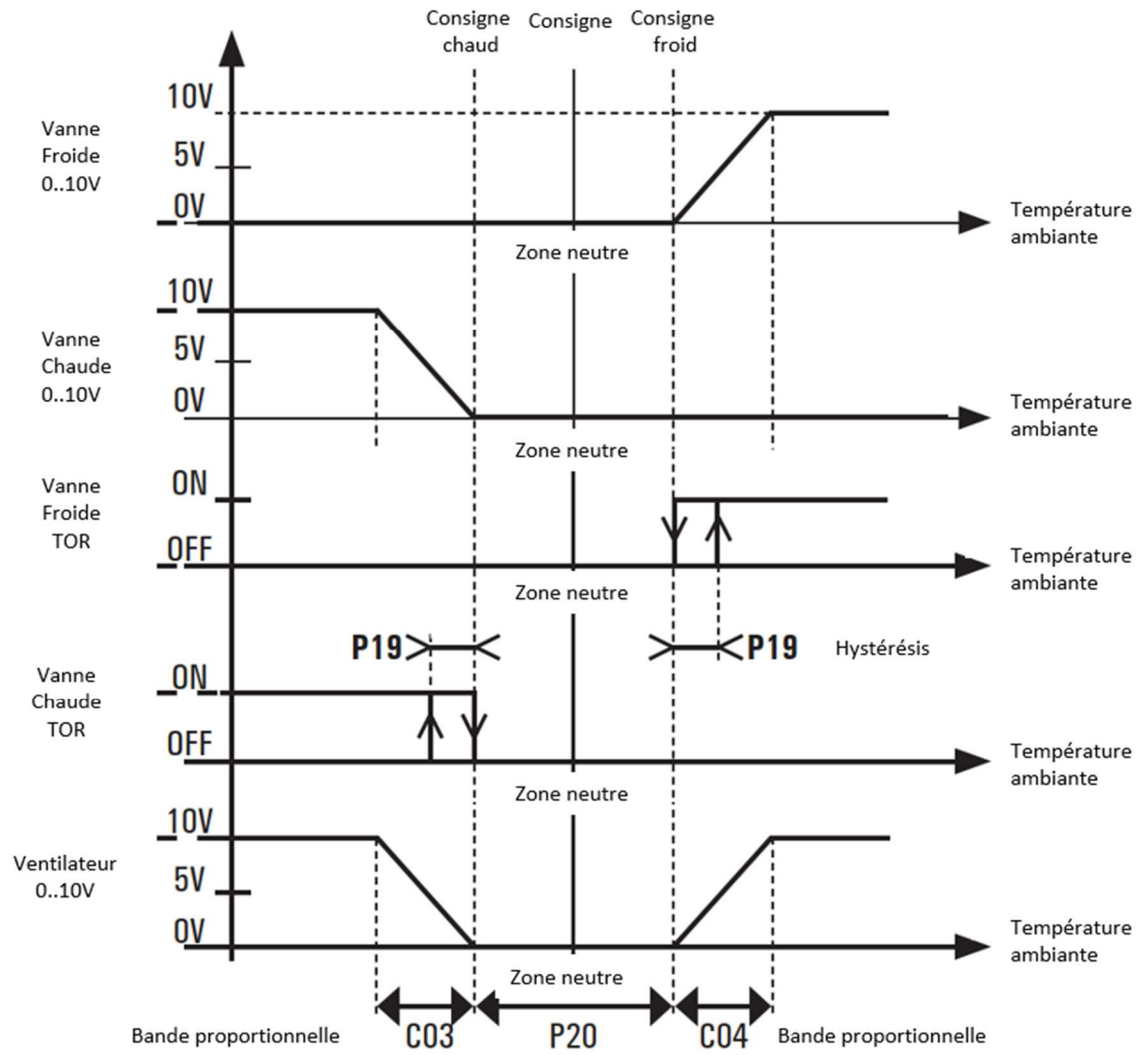 Consigne
chaud
Consigne
Consigne
froid
Vanne
Froide
0..10V
10V
5V
0V
Température
ambiante
Zone neutre
Vanne
Chaude
0..10V
10V
5V
0V
Température
ambiante
Zone neutre
Vanne
Froide
TOR
ON
OFF
Température
ambiante
Zone neutre
P19
P19
Hystérésis
Vanne
Chaude
TOR
ON
OFF
Température
ambiante
Zone neutre
Ventilateur
0..10V
10V
5V
0V
Température
ambiante
Zone neutre
Bande proportionnelle
C03
P20
C04
Bande proportionnelle